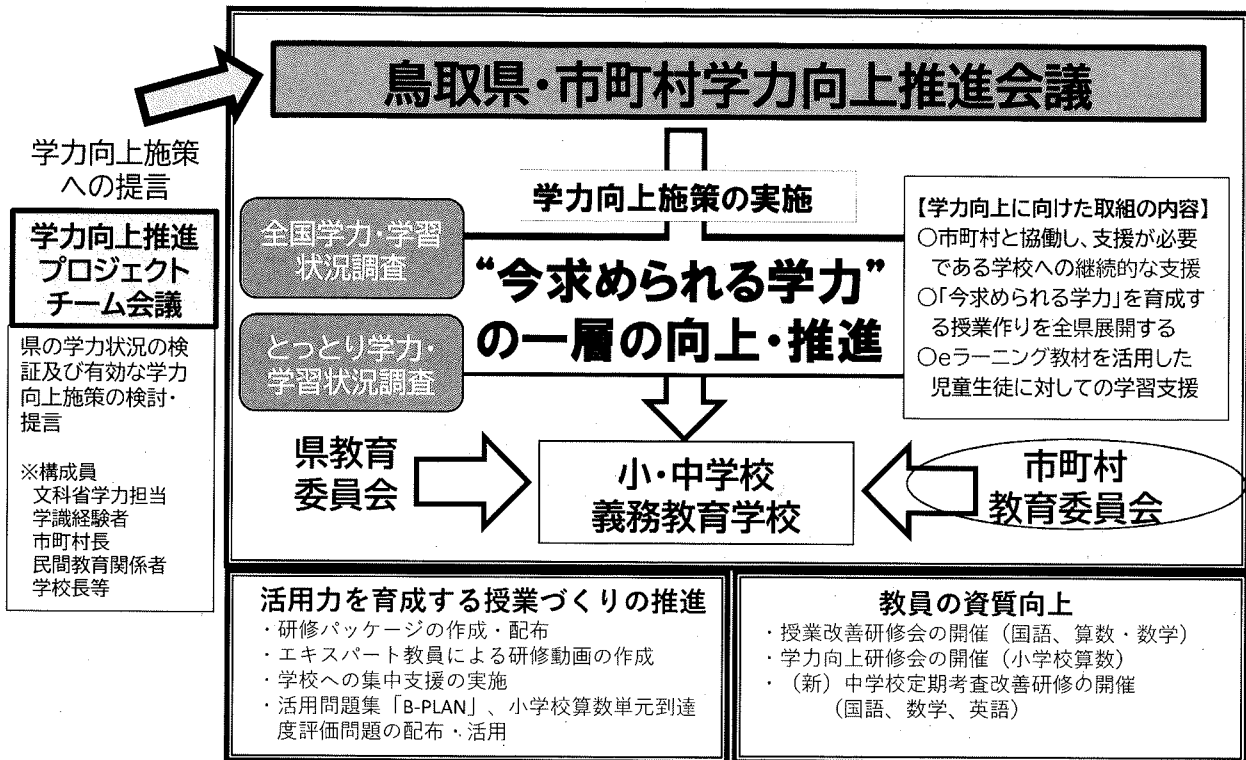 鳥取県・市町村学力向上推進会議
学力向上施策
への提言
学力向上推進
プロジェクト
チーム会議
県の学力状況の検
証及び有効な学力
向上施策の検討・
提言
※構成員
文科省学力担当
学識経験者
市町村長
民間教育関係者
学校長等
学力向上施策の実施
全国学力・学習
状況調査
とっとり学力・
学習状況調査
“今求められる学力”
の一層の向上・推進
【学力向上に向けた取組の内容】
○市町村と協働し、支援が必要
である学校への継続的な支援
○「今求められる学力」を育成す
る授業作りを全県展開する
○eラーニング教材を活用した
児童生徒に対しての学習支援
県教育
委員会
小・中学校
義務教育学校
市町村
教育委員会
活用力を育成する授業づくりの推進
・研修パッケージの作成・配布
・エキスパート教員による研修動画の作成
・学校への集中支援の実施
・活用問題集「B-PLAN」、小学校算数単元到達
度評価問題の配布・活用
教員の資質向上
・授業改善研修会の開催（国語、算数・数学）
・学力向上研修会の開催（小学校算数）
・（新）中学校定期考査改善研修の開催
（国語、数学、英語）